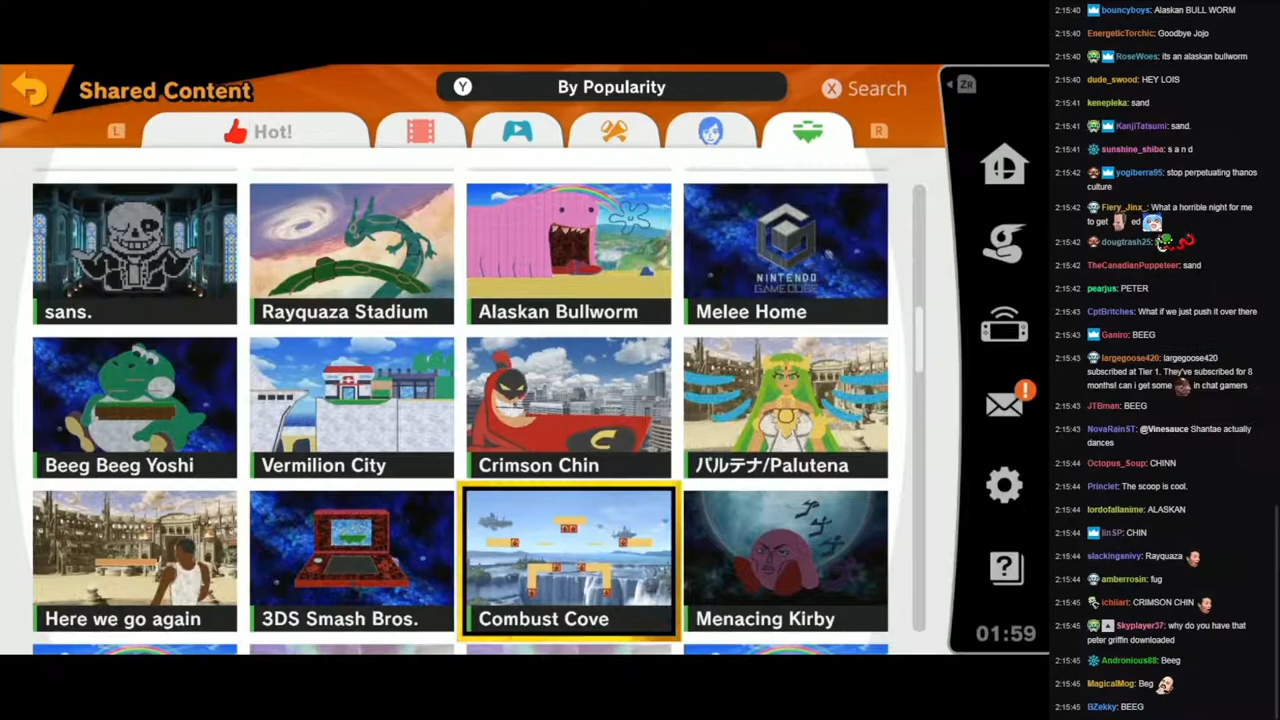 Shared Content
Y By Popularity
X Search
ZR
L Hot! R
NINTENDO
GAMECUBE
sans.
Rayquaza Stadium
Alaskan Bullworm
Melee Home
C
Beeg Beeg Yoshi
Vermilion City
Crimson Chin
パルテナ/Palutena
Here we go again
3DS Smash Bros.
Combust Cove
Menacing Kirby
01:59
2:15:40 bouncyboys: Alaskan BULL WORM
2:15:40 EnergeticTorchic: Goodbye Jojo
2:15:40 RoseWoes: its an alaskan bullworm
2:15:40 dude_swood: HEY LOIS
2:15:41 kenepleka: sand
2:15:41 KanjiTatsumi: sand.
2:15:41 sunshine_shiba: s a n d
2:15:42 yogiberra95: stop perpetuating thanos
culture
2:15:42 Fiery_Jinx_: What a horrible night for me
to get ed
2:15:42 dougtrash25:
2:15:42 TheCanadianPuppeteer: sand
2:15:42 pearjus: PETER
2:15:43 CptBritches: What if we just push it over there
2:15:43 Ganiro: BEEG
2:15:43 largegoose420: largegoose420
subscribed at Tier 1. They've subscribed for 8
months! can i get some in chat gamers
2:15:43 JTBman: BEEG
2:15:43 NovaRainST: @Vinesauce Shantae actually
dances
2:15:44 Octopus_Soup: CHINN
2:15:44 Princlet: The scoop is cool.
2:15:44 lordofallanime: ALASKAN
2:15:44 linSP: CHIN
2:15:44 slackingsnivy: Rayquaza
2:15:44 amberrosin: fug
2:15:45 ichiiart: CRIMSON CHIN
2:15:45 Skyplayer37: why do you have that
peter griffin downloaded
2:15:45 Andronious88: Beeg
2:15:45 MagicalMog: Beg
2:15:45 BZekky: BEEG